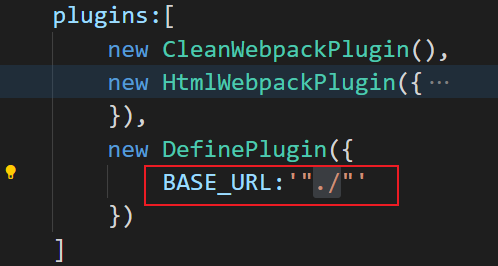 plugins:[
new CleanWebpackPlugin(),
new HtmlWebpackPlugin({ ···
}),
new DefinePlugin({
BASE_URL:'"./"'
})
]